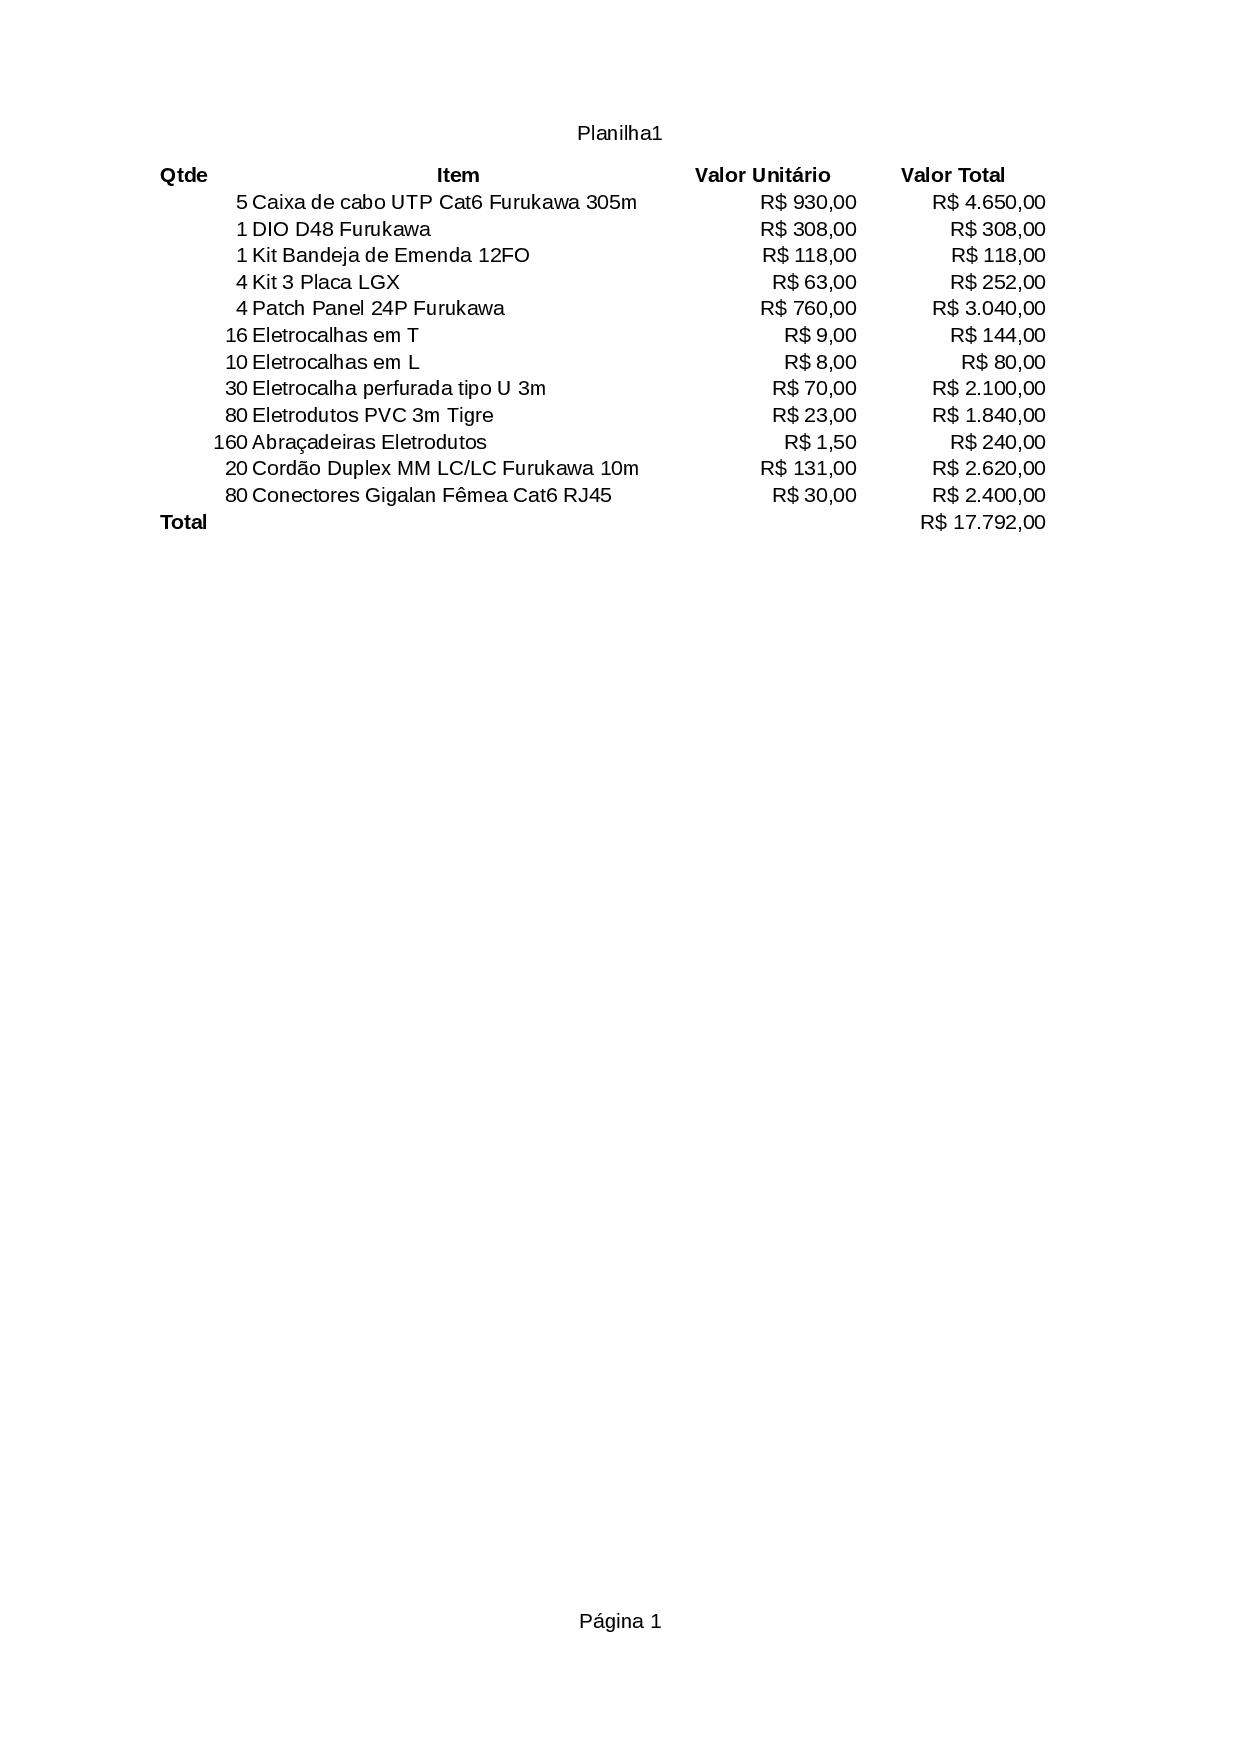 Planilha1
Qtde Item Valor Unitário Valor Total
5 Caixa de cabo UTP Cat6 Furukawa 305m R$ 930,00 R$ 4.650,00
1 DIO D48 Furukawa R$ 308,00 R$ 308,00
1 Kit Bandeja de Emenda 12FO R$ 118,00 R$ 118,00
4 Kit 3 Placa LGX R$ 63,00 R$ 252,00
4 Patch Panel 24P Furukawa R$ 760,00 R$ 3.040,00
16 Eletrocalhas em T R$ 9,00 R$ 144,00
10 Eletrocalhas em L R$ 8,00 R$ 80,00
30 Eletrocalha perfurada tipo U 3m R$ 70,00 R$ 2.100,00
80 Eletrodutos PVC 3m Tigre R$ 23,00 R$ 1.840,00
160 Abraçadeiras Eletrodutos R$ 1,50 R$ 240,00
20 Cordão Duplex MM LC/LC Furukawa 10m R$ 131,00 R$ 2.620,00
80 Conectores Gigalan Fêmea Cat6 RJ45 R$ 30,00 R$ 2.400,00
Total R$ 17.792,00
Página 1